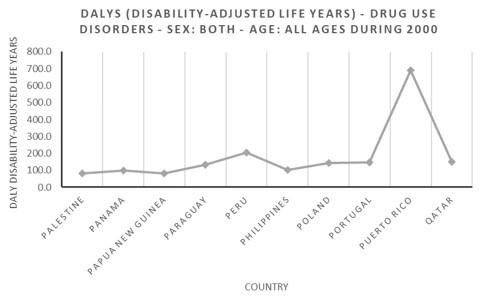 DALYS (DISABILITY-ADJUSTED LIFE YEARS) - DRUG USE
DISORDERS - SEX: BOTH - AGE: ALL AGES DURING 2000
DALY DISABILITY-ADJUSTED LIFE YEARS
800.0
700.0
600.0
500.0
400.0
300.0
200.0
100.0
0.0
PALESTINE
PANAMA
PAPUA NEW GUINEA
PARAGUAY
PERU
PHILIPPINES
POLAND
PORTUGAL
PUERTO RICO
QATAR
COUNTRY